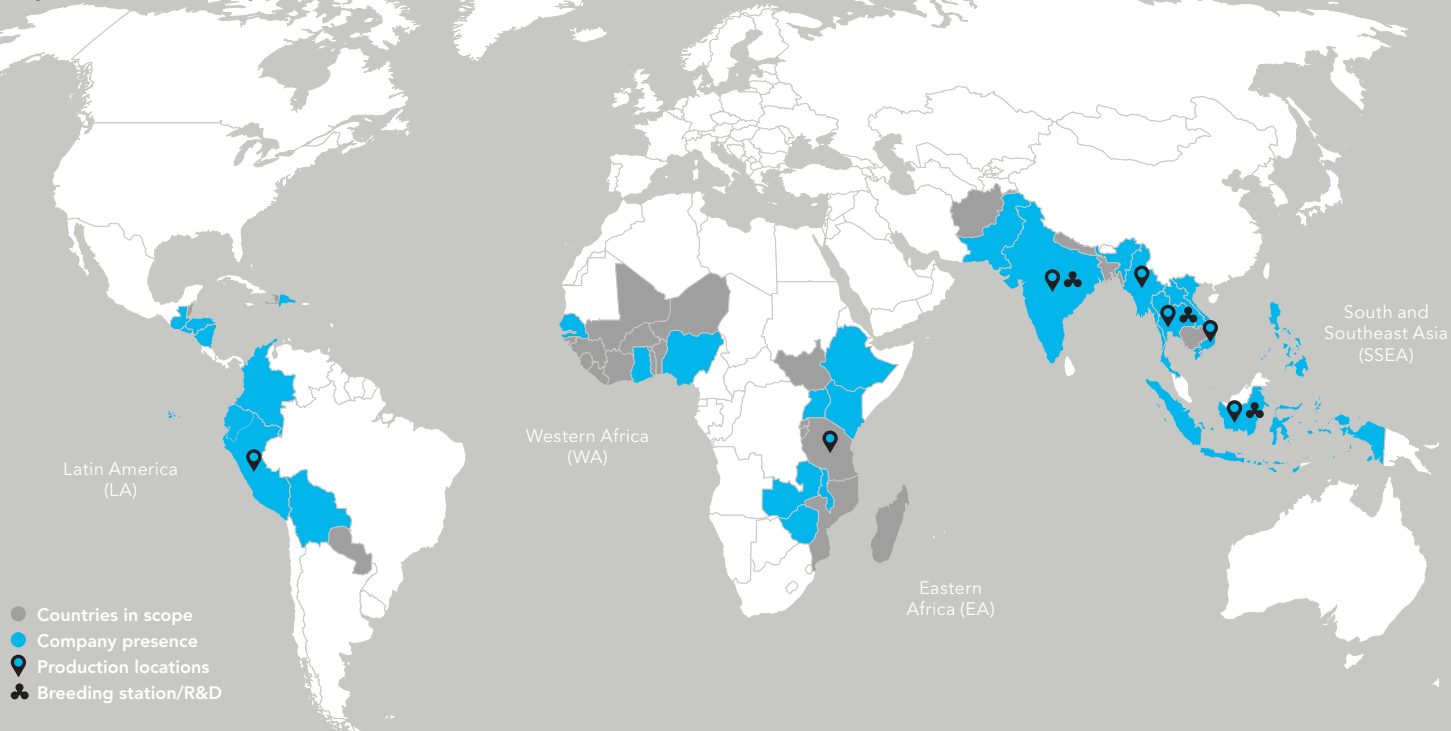 South and
Southeast Asia
(SSEA)
Western Africa
(WA)
Latin America
(LA)
Eastern
Africa (EA)
Countries in scope
Company presence
Production locations
Breeding station/R&D